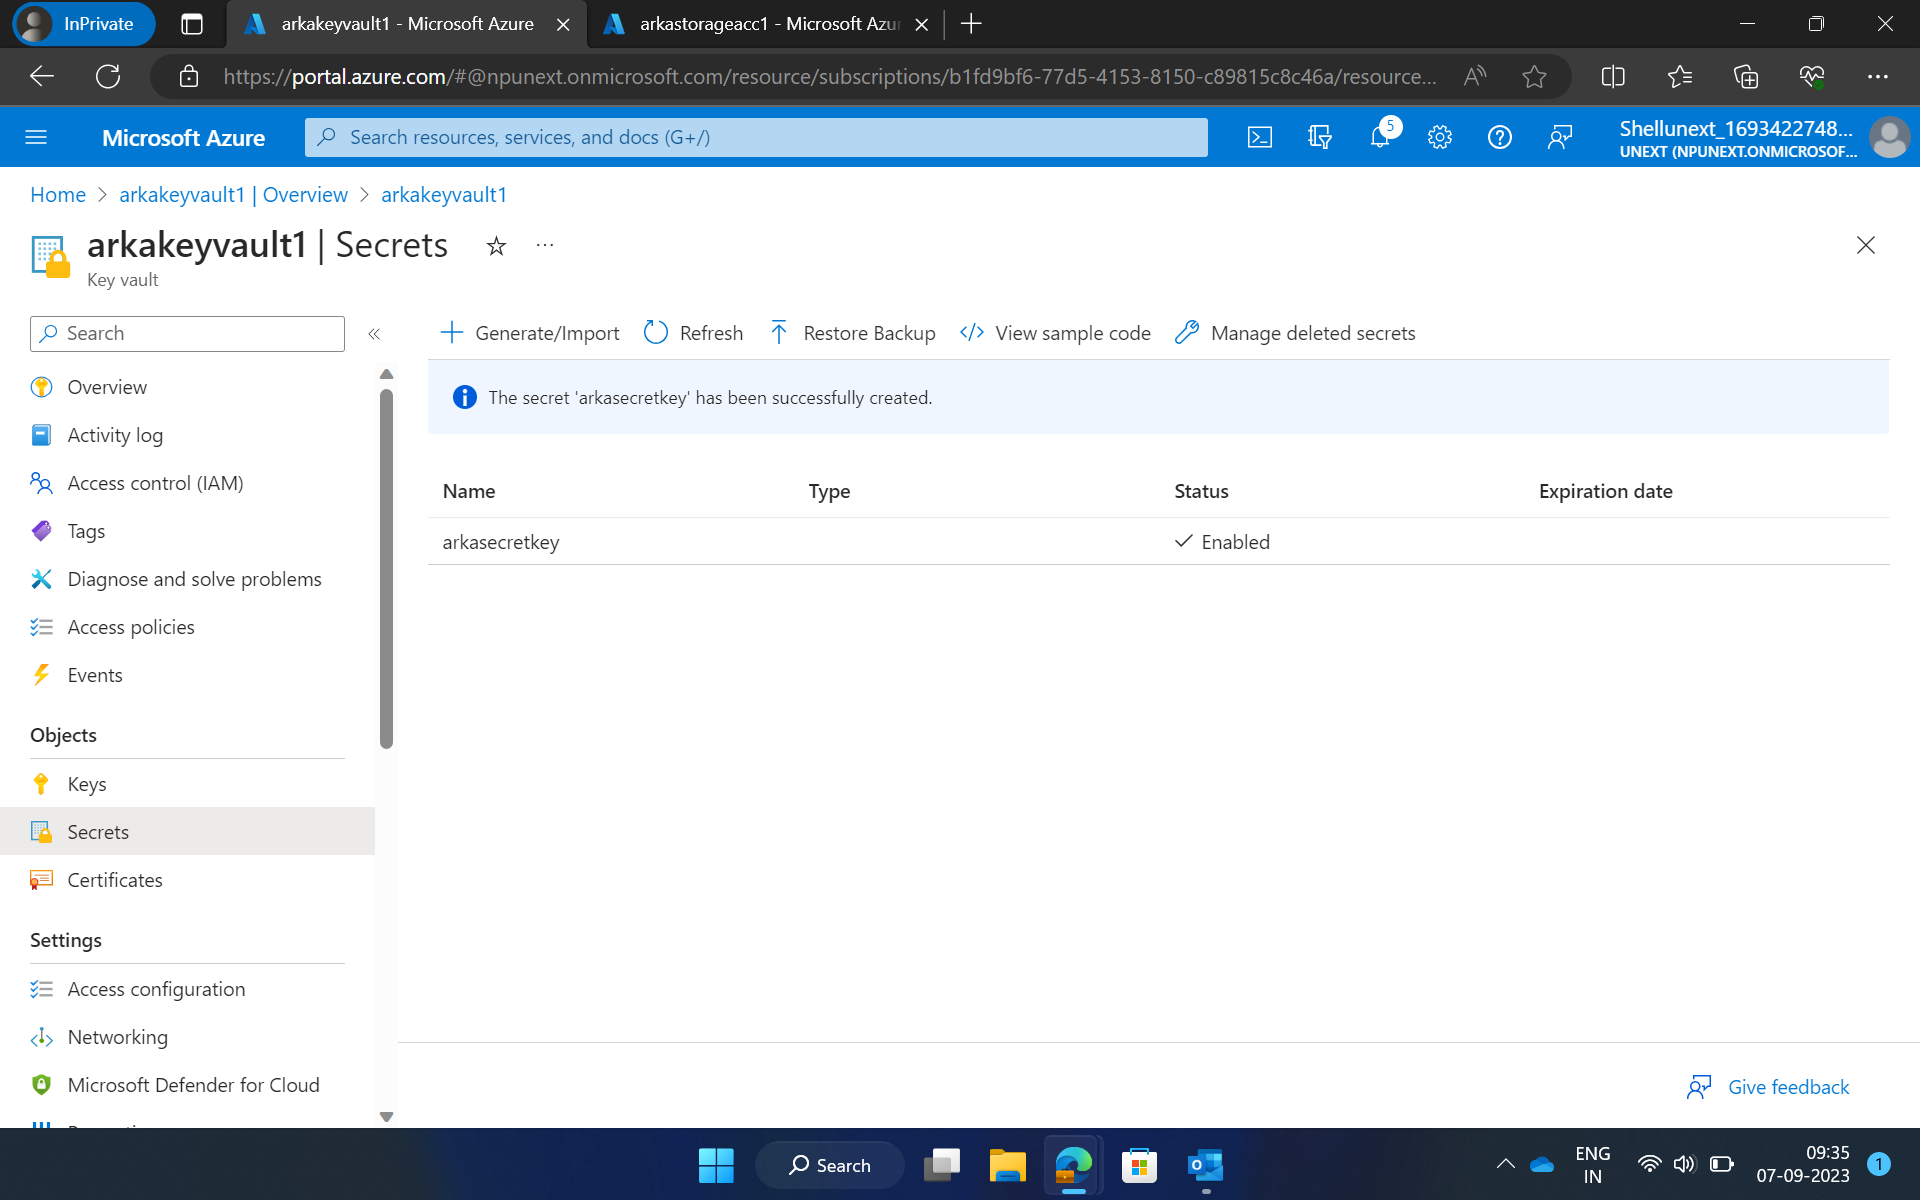 InPrivate
arkakeyvault1 - Microsoft Azure
arkastorageacc1 - Microsoft Azu
https://portal.azure.com/#@npunext.onmicrosoft.com/resource/subscriptions/b1fd9bf6-77d5-4153-8150-c89815c8c46a/resource...
Microsoft Azure
Search resources, services, and docs (G+/)
5
Shellunext_1693422748...
UNEXT (NPUNEXT.ONMICROSOF...
Home > arkakeyvault1 | Overview > arkakeyvault1
arkakeyvault1 | Secrets
Key vault
Search
Overview
Activity log
Access control (IAM)
Tags
Diagnose and solve problems
Access policies
Events
Objects
Keys
Secrets
Certificates
Settings
Access configuration
Networking
Microsoft Defender for Cloud
Generate/Import Refresh Restore Backup View sample code Manage deleted secrets
The secret 'arkasecretkey' has been successfully created.
Name Type Status Expiration date
arkasecretkey Enabled
Give feedback
Search
ENG
IN
09:35
07-09-2023
1